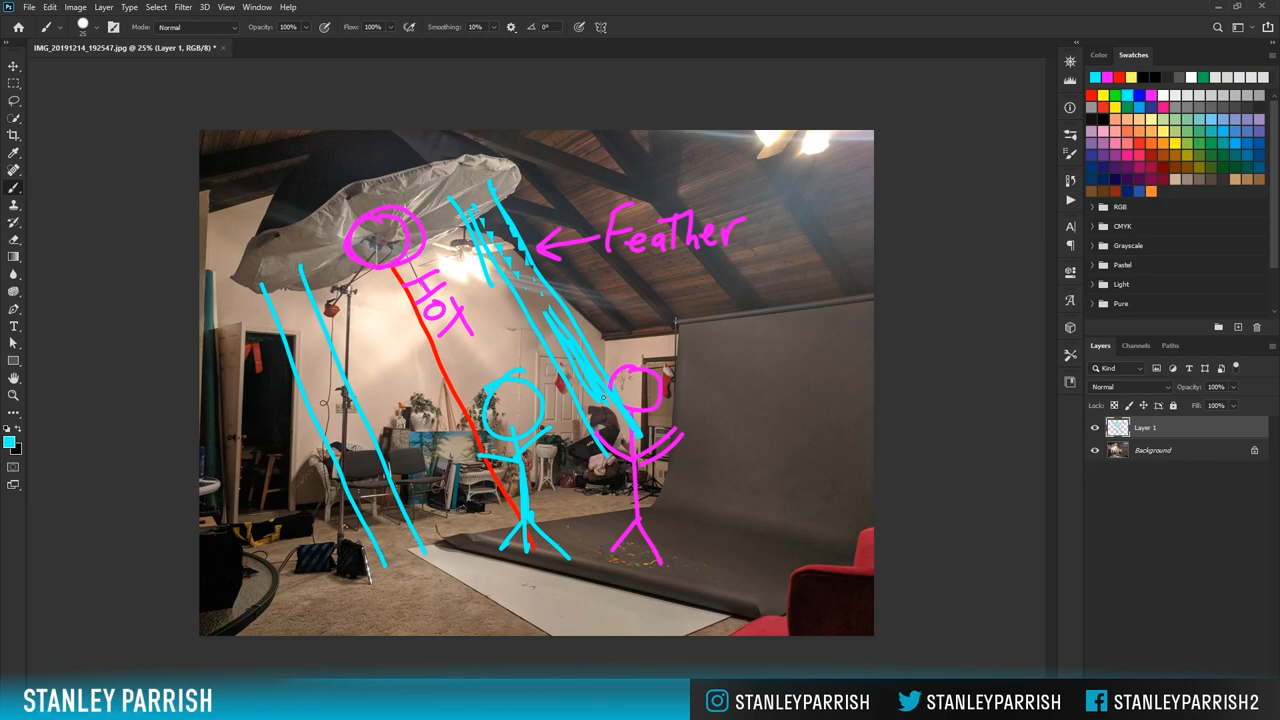 File Edit Image Layer Type Select Filter 3D View Window Help
25 Mode: Normal Opacity: 100% Flow: 100% Smoothing: 10% 0°
IMG_20191214_192547.jpg @ 25% (Layer 1, RGB/8) *
Color Swatches
RGB
CMYK
Grayscale
Pastel
Light
Pure
Feather
HOT
Layers Channels Paths
Kind
Normal Opacity: 100%
Lock: Fill: 100%
Layer 1
Background
STANLEY PARRISH
STANLEYPARRISH STANLEYPARRISH STANLEYPARRISH2